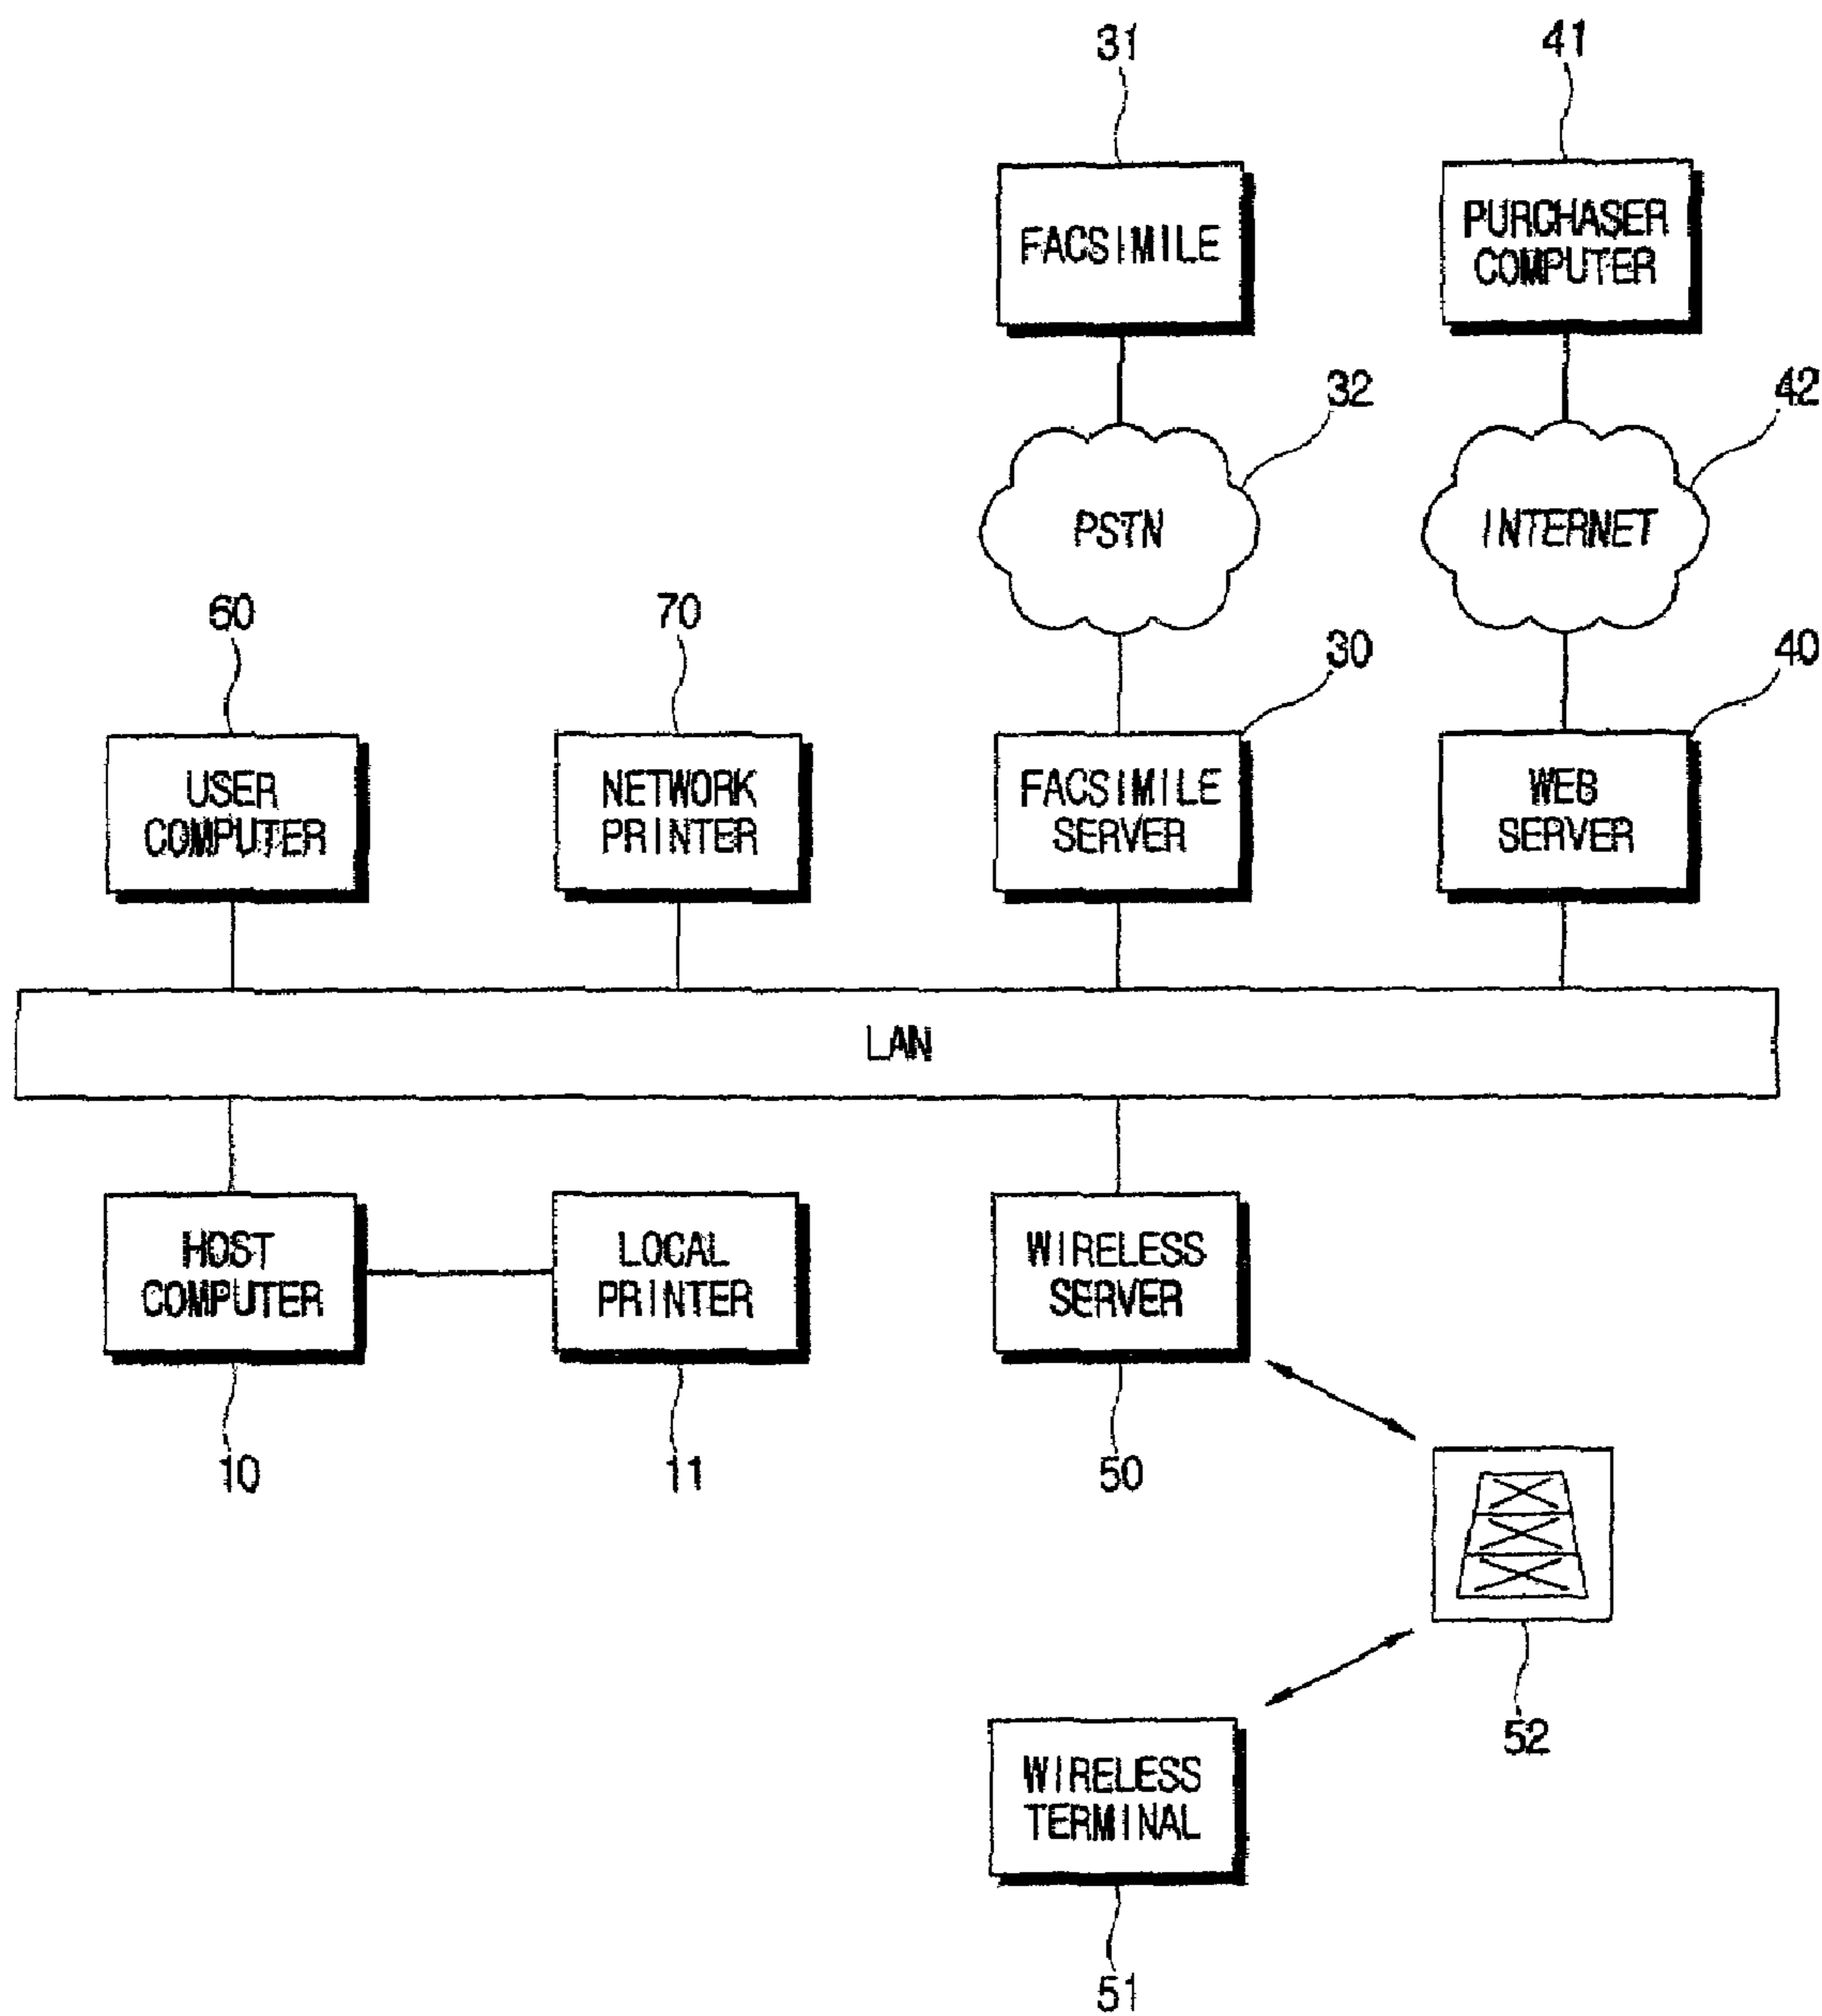 31
41
FACSIMILE
PURCHASER
COMPUTER
32
42
PSTN
INTERNET
60
70
30
40
USER
COMPUTER
NETWORK
PRINTER
FACSIMILE
SERVER
WEB
SERVER
LAN
HOST
COMPUTER
LOCAL
PRINTER
WIRELESS
SERVER
10
11
50
52
WIRELESS
TERMINAL
51